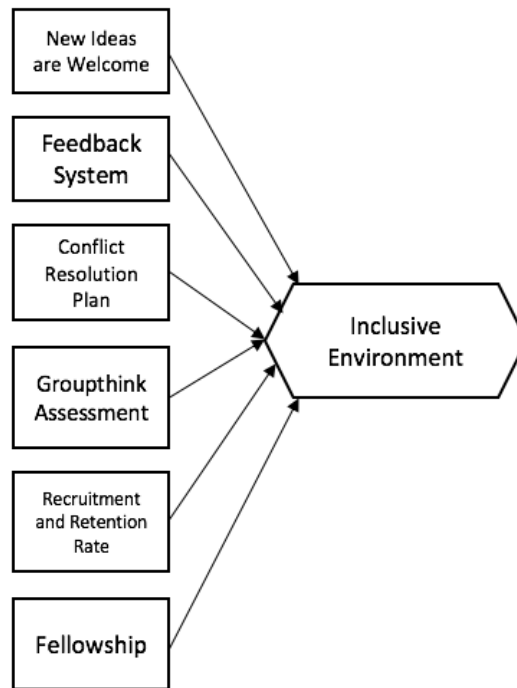 New Ideas
are Welcome
Feedback
System
Conflict
Resolution
Plan
Groupthink
Assessment
Recruitment
and Retention
Rate
Fellowship
Inclusive
Environment